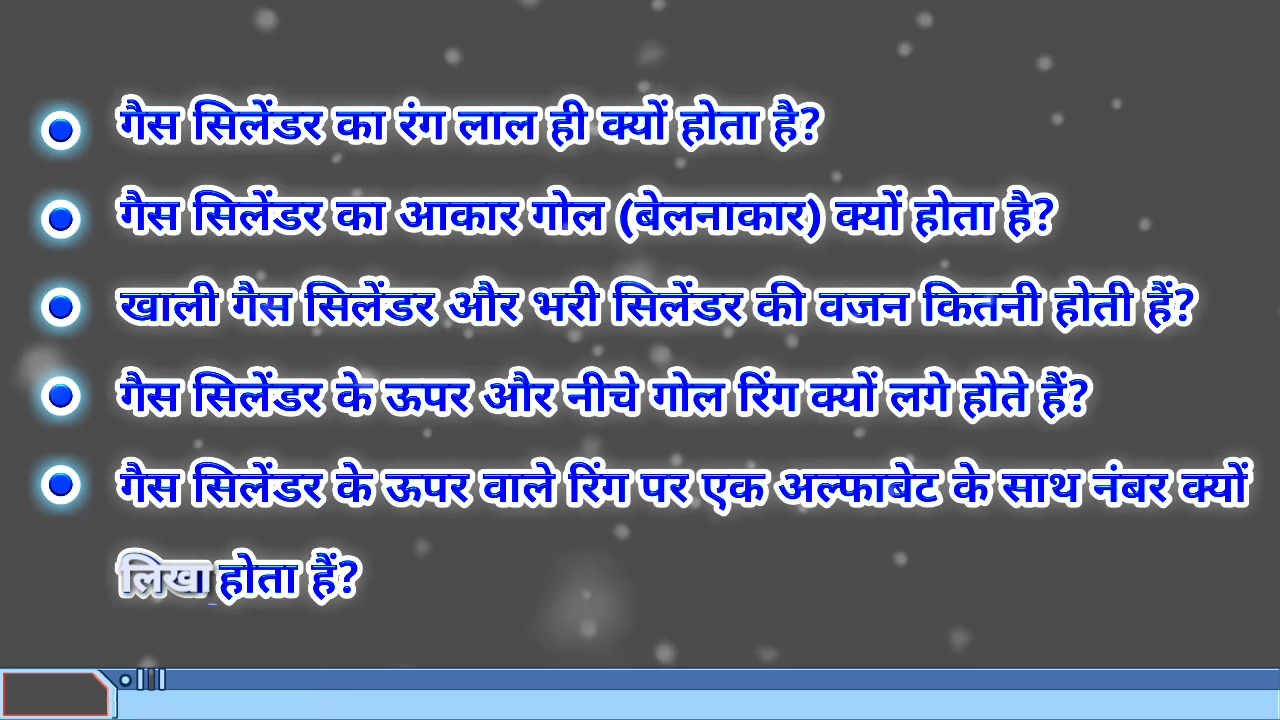 गैस सिलेंडर का रंग लाल ही क्यों होता है?
गैस सिलेंडर का आकार गोल (बेलनाकार) क्यों होता है?
खाली गैस सिलेंडर और भरी सिलेंडर की वजन कितनी होती हैं?
गैस सिलेंडर के ऊपर और नीचे गोल रिंग क्यों लगे होते हैं?
गैस सिलेंडर के ऊपर वाले रिंग पर एक अल्फाबेट के साथ नंबर क्यों
लिखा होता हैं?